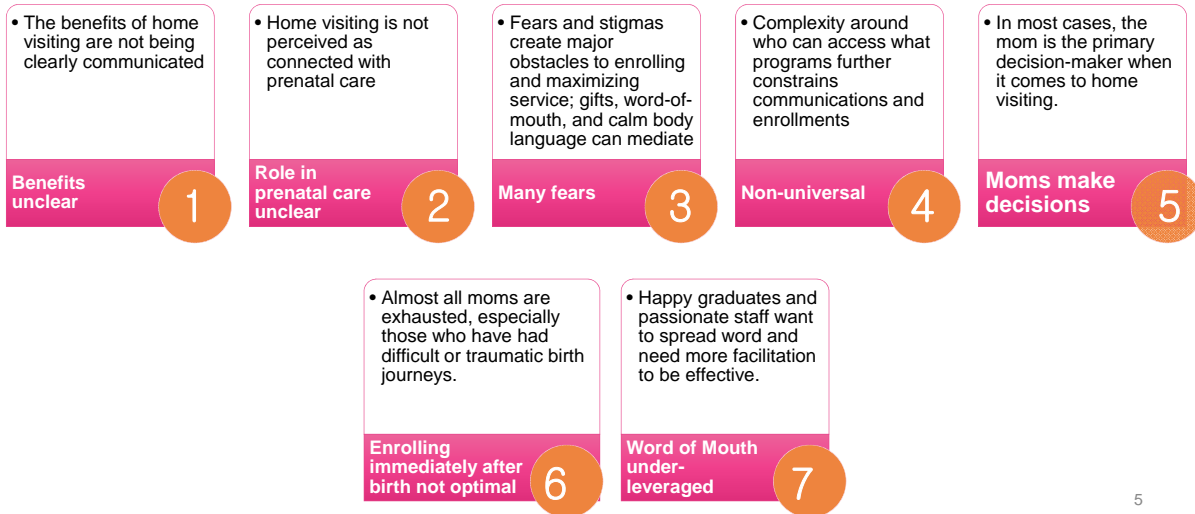 • The benefits of home
visiting are not being
clearly communicated
Benefits
unclear
1
• Home visiting is not
perceived as
connected with
prenatal care
Role in
prenatal care
unclear
2
• Fears and stigmas
create major
obstacles to enrolling
and maximizing
service; gifts, word-of-
mouth, and calm body
language can mediate
Many fears
3
• Complexity around
who can access what
programs further
constrains
communications and
enrollments
Non-universal
4
• In most cases, the
mom is the primary
decision-maker when
it comes to home
visiting.
Moms make
decisions
5
• Almost all moms are
exhausted, especially
those who have had
difficult or traumatic birth
journeys.
Enrolling
immediately after
birth not optimal
6
• Happy graduates and
passionate staff want
to spread word and
need more facilitation
to be effective.
Word of Mouth
under-
leveraged
7
5